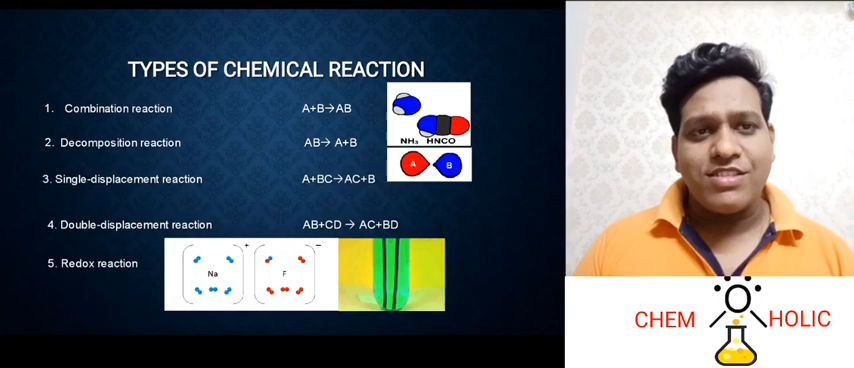 TYPES OF CHEMICAL REACTION
1. Combination reaction A+B→AB
NH₃ HNCO
2. Decomposition reaction AB→ A+B
A B
3. Single-displacement reaction A+BC→AC+B
4. Double-displacement reaction AB+CD → AC+BD
5. Redox reaction
Na + F −
CHEM HOLIC